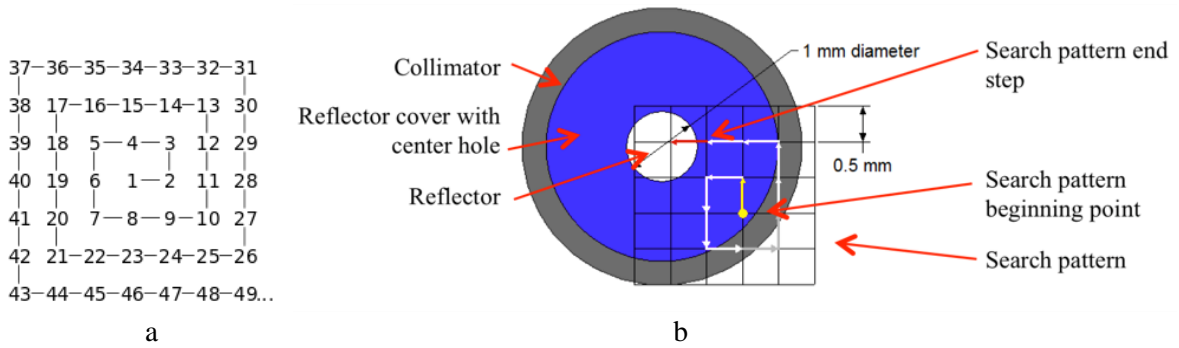 37-36-35-34-33-32-31
38 17-16-15-14-13 30
39 18 5-4-3 12 29
40 19 6 1-2 11 28
41 20 7-8-9-10 27
42 21-22-23-24-25-26
43-44-45-46-47-48-49...
a
Collimator
Reflector cover with
center hole
Reflector
1 mm diameter
Search pattern end
step
0.5 mm
Search pattern
beginning point
Search pattern
b